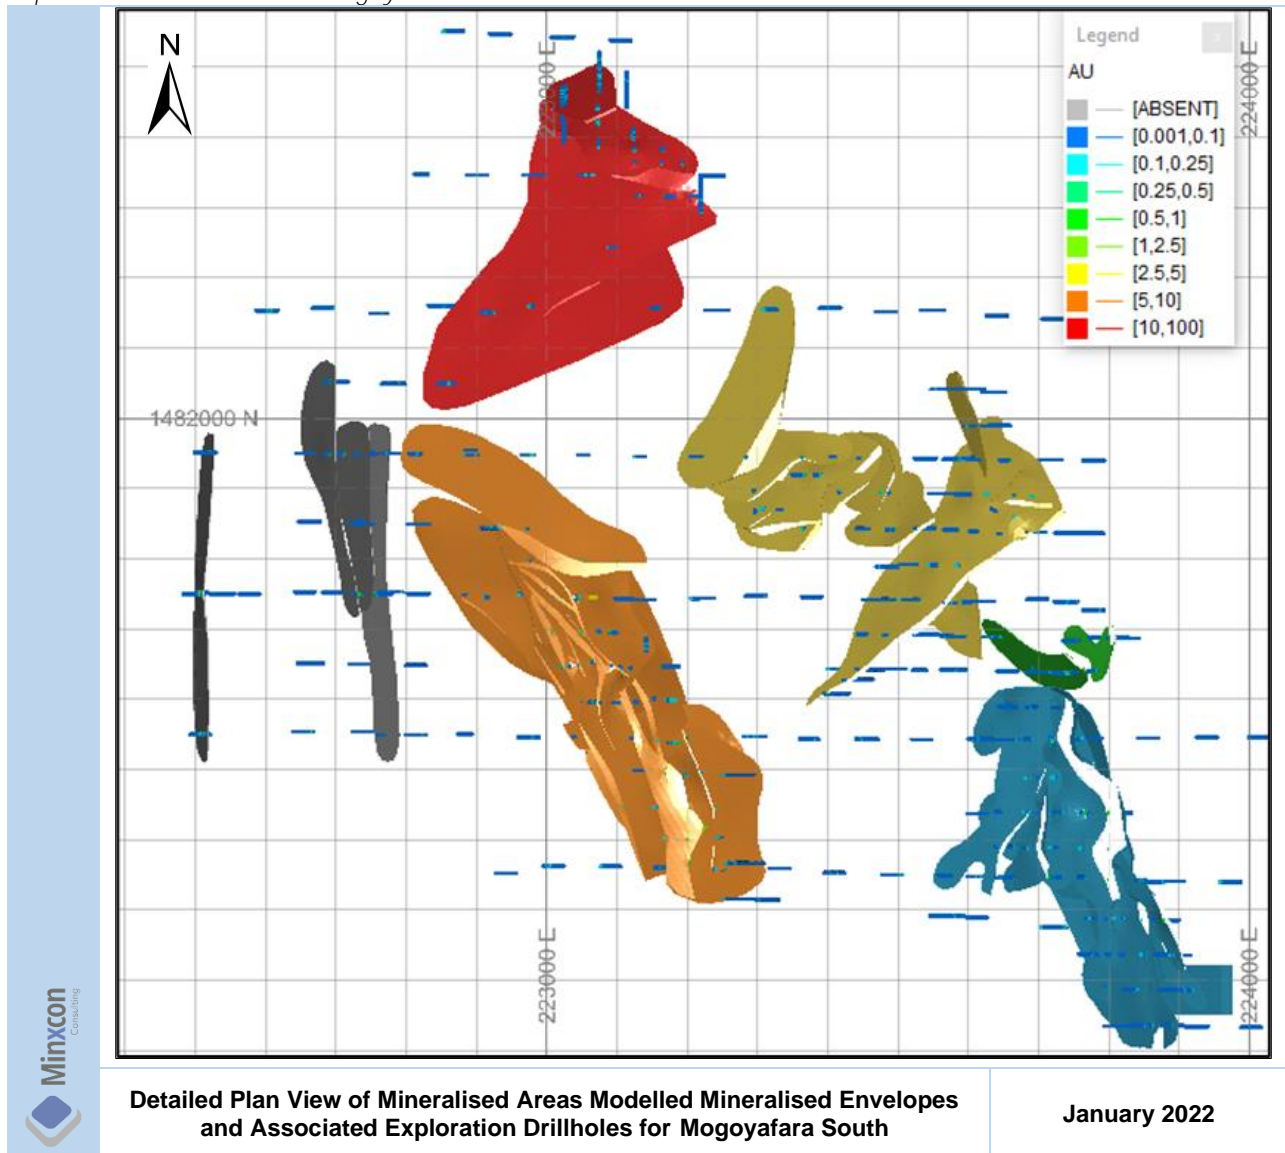 N
Legend
AU
[ABSENT]
[0.001,0.1]
[0.1,0.25]
[0.25,0.5]
[0.5,1]
[1,2.5]
[2.5,5]
[5,10]
[10,100]
223000 E
224000 E
1482000 N
223000 E
224000 E
Minxcon
Consulting
Detailed Plan View of Mineralised Areas Modelled Mineralised Envelopes
and Associated Exploration Drillholes for Mogoyafara South
January 2022